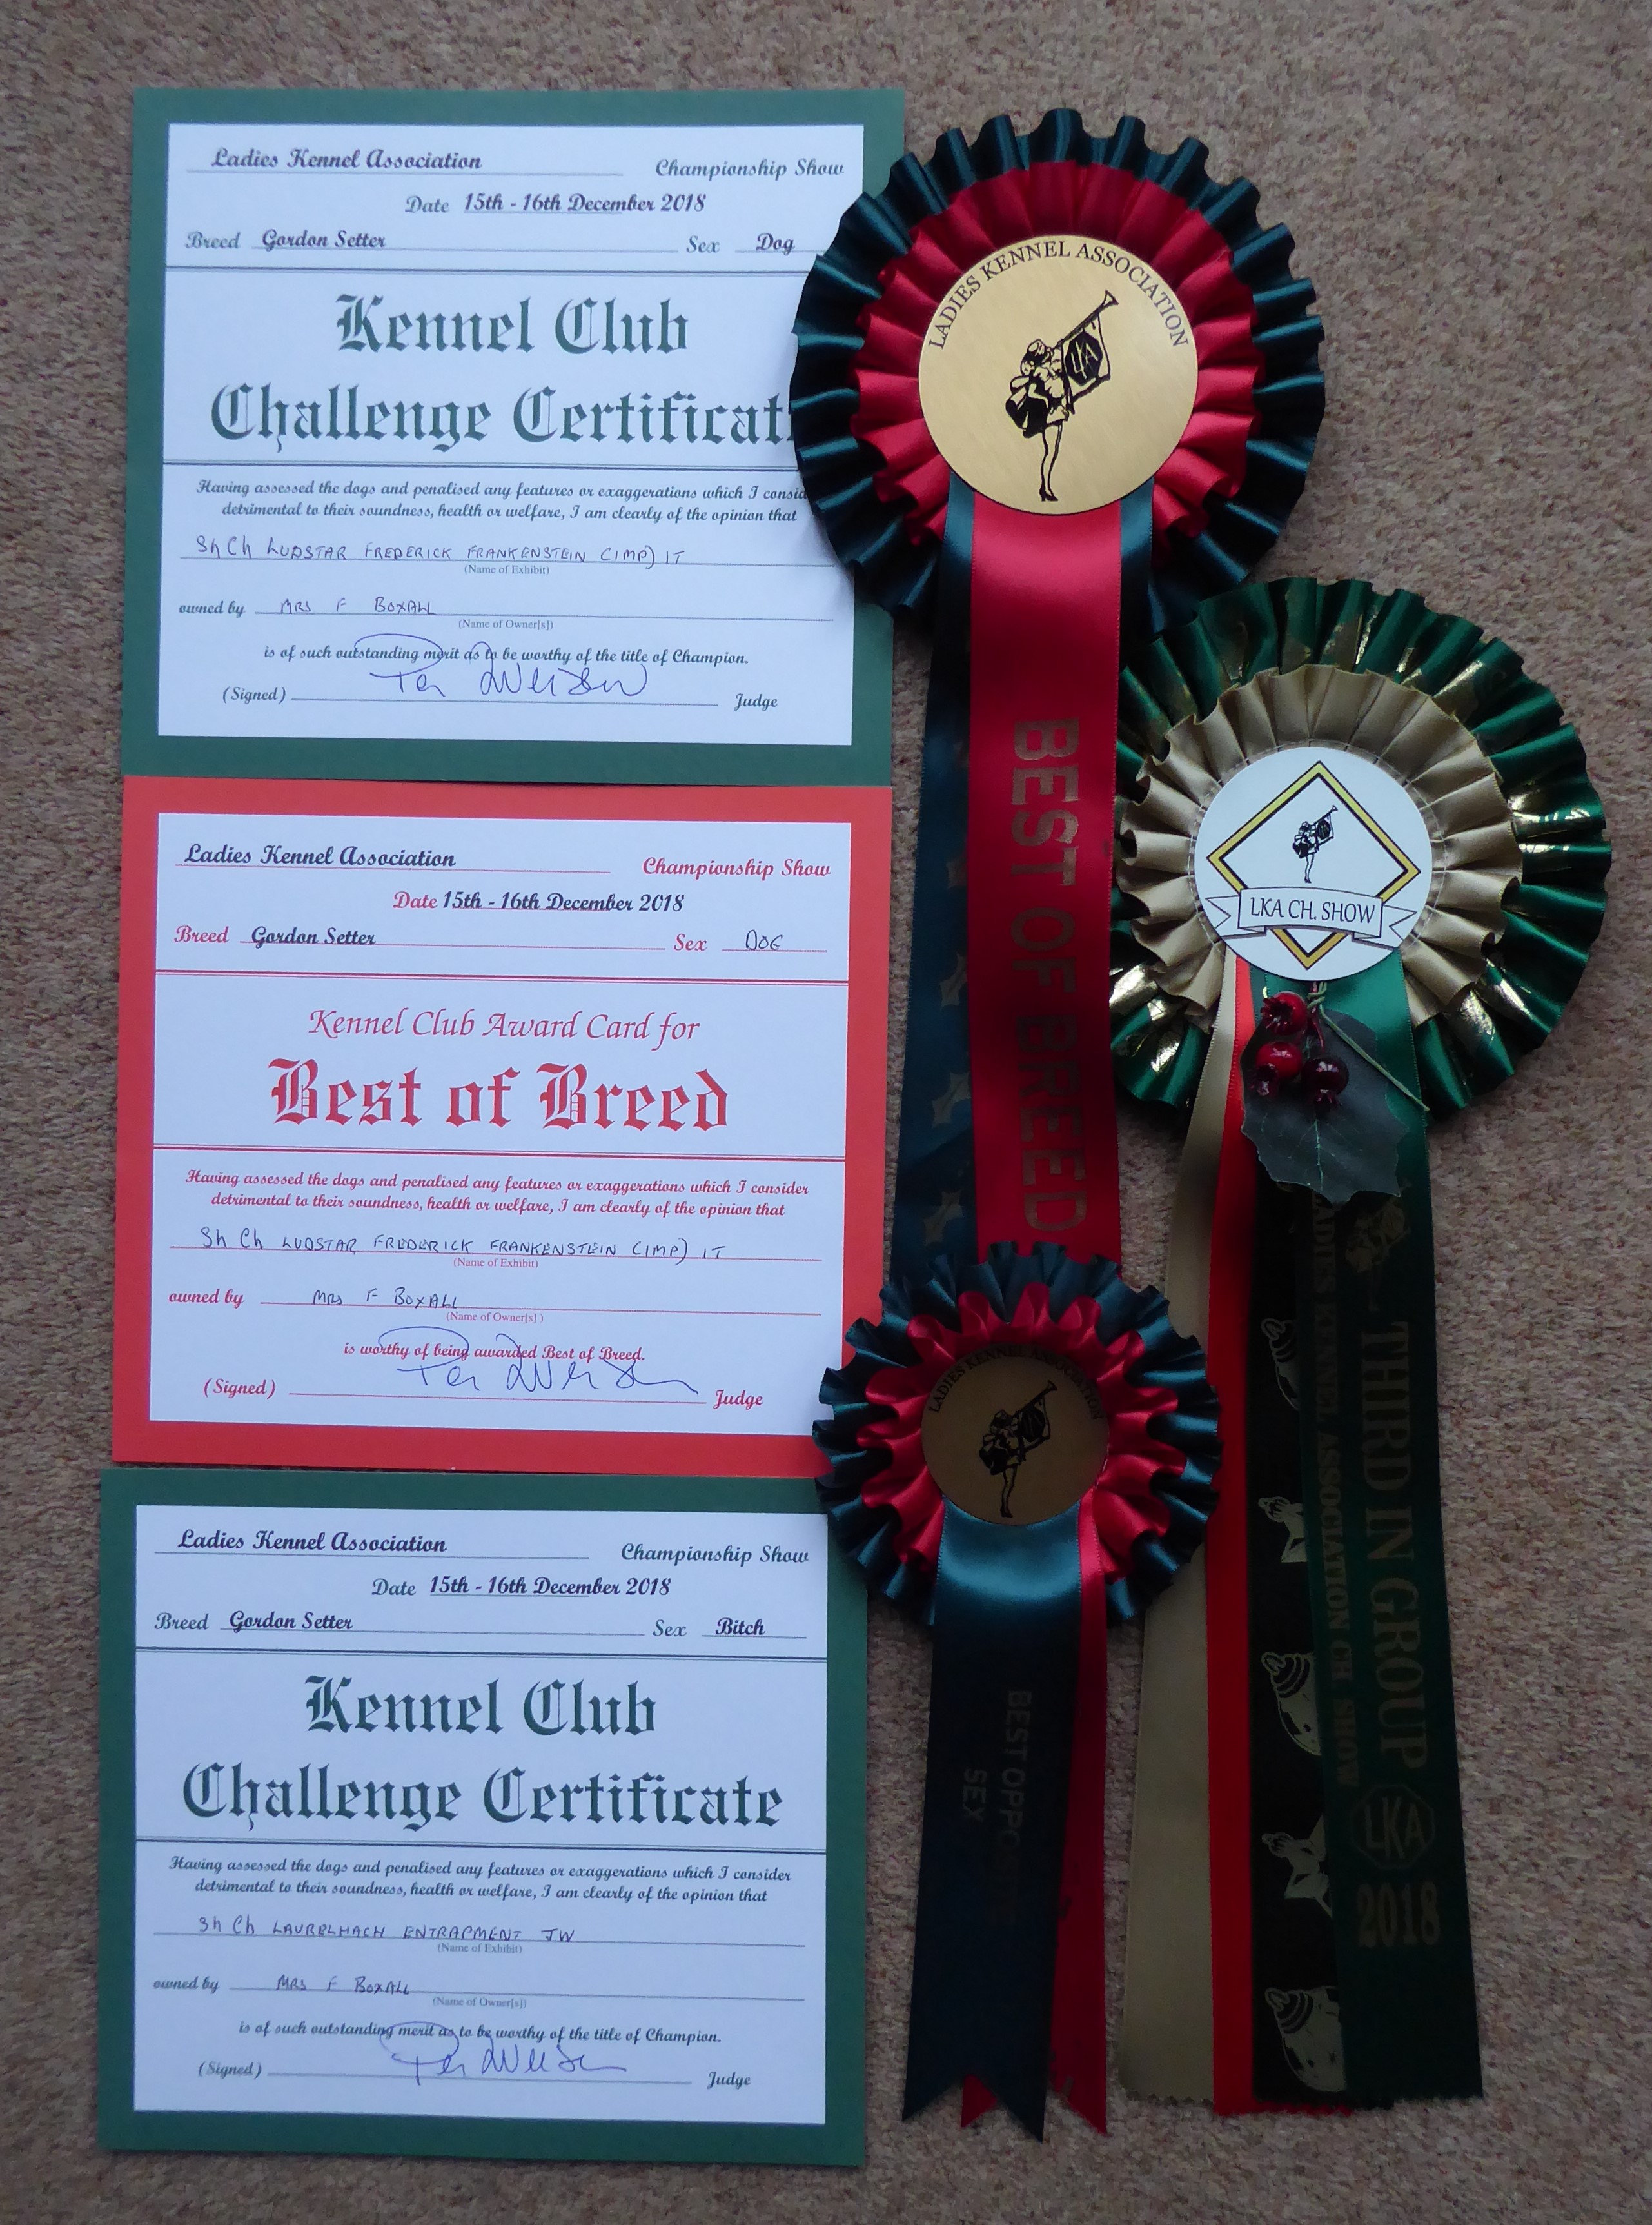 Ladies Kennel Association Championship Show
Date 15th - 16th December 2018
Breed Gordon Setter Sex Dog
Kennel Club
Challenge Certificat
Having assessed the dogs and penalised any features or exaggerations which I consid
detrimental to their soundness, health or welfare, I am clearly of the opinion that
Sh Ch LUDSTAR FREDERICK FRANKENSTEIN (IMP) IT
(Name of Exhibit)
owned by MRS F BOXALL
(Name of Owner[s])
is of such outstanding merit as to be worthy of the title of Champion.
(Signed) Judge
Ladies Kennel Association Championship Show
Date 15th - 16th December 2018
Breed Gordon Setter Sex DOG
Kennel Club Award Card for
Best of Breed
Having assessed the dogs and penalised any features or exaggerations which I consider
detrimental to their soundness, health or welfare, I am clearly of the opinion that
Sh Ch LUDSTAR FREDERICK FRANKENSTEIN (IMP) IT
(Name of Exhibit)
owned by MRS F BOXALL
(Name of Owner[s] )
is worthy of being awarded Best of Breed.
(Signed) Judge
Ladies Kennel Association Championship Show
Date 15th - 16th December 2018
Breed Gordon Setter Sex Bitch
Kennel Club
Challenge Certificate
Having assessed the dogs and penalised any features or exaggerations which I consider
detrimental to their soundness, health or welfare, I am clearly of the opinion that
Sh Ch LAURELHACH ENTRAPMENT JW
(Name of Exhibit)
owned by MRS F BOXALL
(Name of Owner[s])
is of such outstanding merit as to be worthy of the title of Champion.
(Signed) Judge
LADIES KENNEL ASSOCIATION
LKA
BEST OF BREED
LKA CH. SHOW
LADIES KENNEL ASSOCIATION CH. SHOW
THIRD IN GROUP
LKA
2018
LADIES KENNEL ASSOCIATION
BEST OPPOSITE
SEX